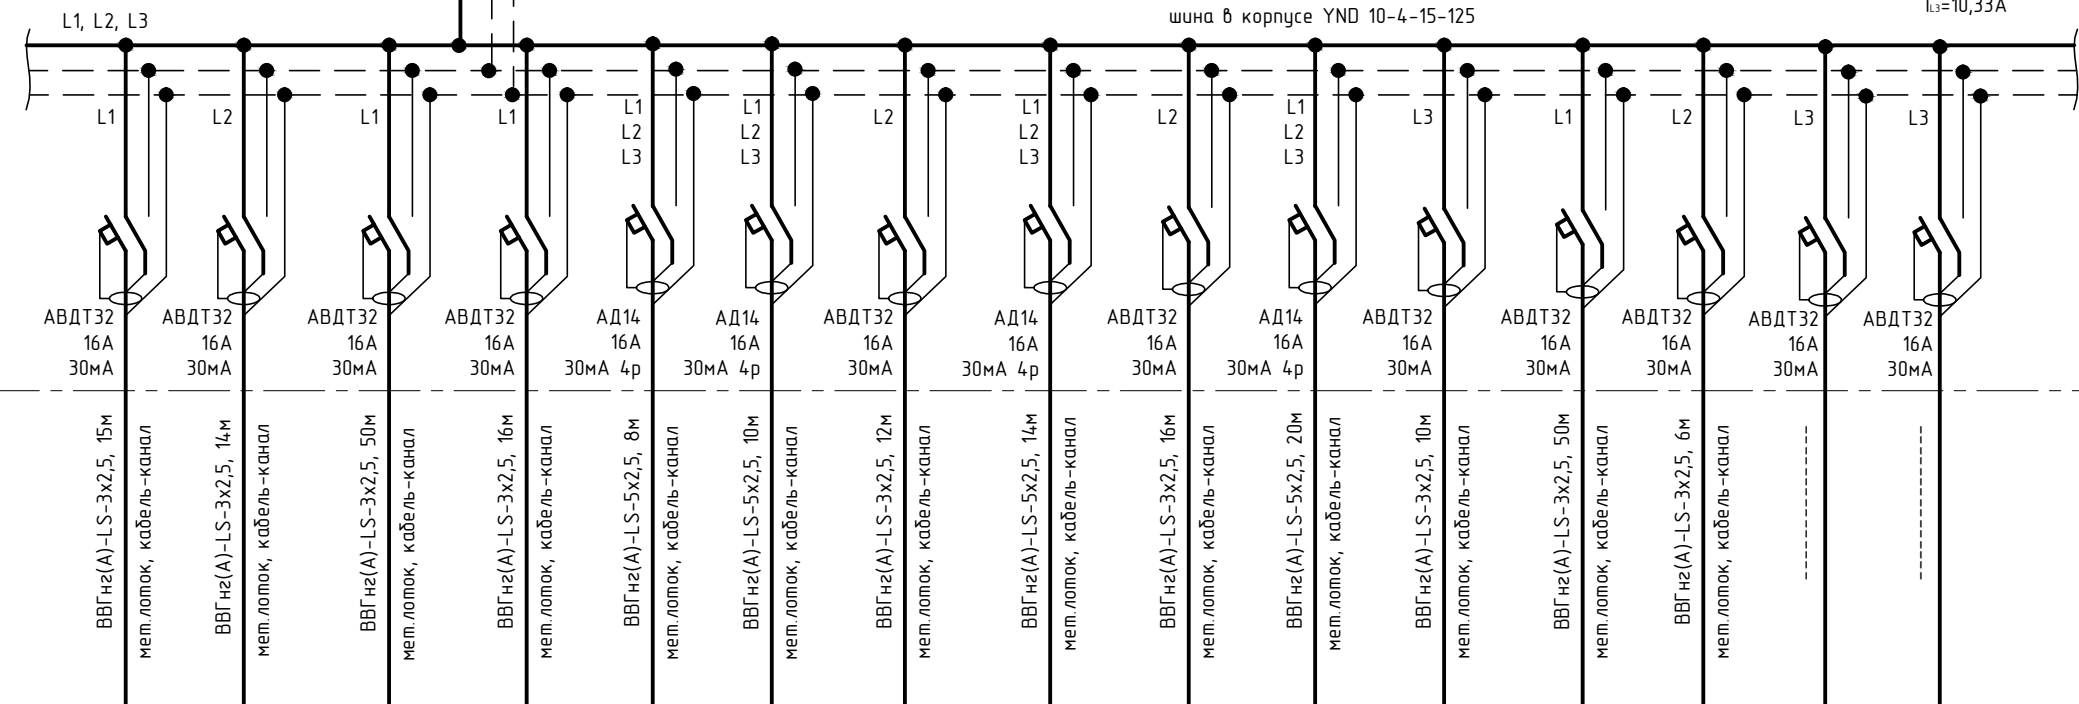 L1, L2, L3
шина в корпусе YND 10-4-15-125
IL3=10,33А
L1
L2
L1
L1
L1
L2
L3
L1
L2
L3
L2
L1
L2
L3
L2
L1
L2
L3
L3
L1
L2
L3
L3
АВДТ32
16А
30мА
АВДТ32
16А
30мА
АВДТ32
16А
30мА
АВДТ32
16А
30мА
АД14
16А
30мА 4р
АД14
16А
30мА 4р
АВДТ32
16А
30мА
АД14
16А
30мА 4р
АВДТ32
16А
30мА
АД14
16А
30мА 4р
АВДТ32
16А
30мА
АВДТ32
16А
30мА
АВДТ32
16А
30мА
АВДТ32
16А
30мА
АВДТ32
16А
30мА
ВВГнг(А)-LS-3х2,5, 15м
мет.лоток, кабель-канал
ВВГнг(А)-LS-3х2,5, 14м
мет.лоток, кабель-канал
ВВГнг(А)-LS-3х2,5, 50м
мет.лоток, кабель-канал
ВВГнг(А)-LS-3х2,5, 16м
мет.лоток, кабель-канал
ВВГнг(А)-LS-5х2,5, 8м
мет.лоток, кабель-канал
ВВГнг(А)-LS-5х2,5, 10м
мет.лоток, кабель-канал
ВВГнг(А)-LS-3х2,5, 12м
мет.лоток, кабель-канал
ВВГнг(А)-LS-5х2,5, 14м
мет.лоток, кабель-канал
ВВГнг(А)-LS-3х2,5, 16м
мет.лоток, кабель-канал
ВВГнг(А)-LS-5х2,5, 20м
мет.лоток, кабель-канал
ВВГнг(А)-LS-3х2,5, 10м
мет.лоток, кабель-канал
ВВГнг(А)-LS-3х2,5, 50м
мет.лоток, кабель-канал
ВВГнг(А)-LS-3х2,5, 6м
мет.лоток, кабель-канал